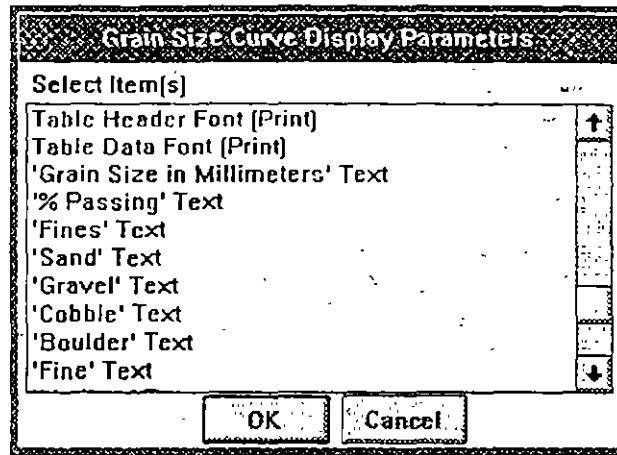 Grain Size Curve Display Parameters
Select Item(s)
Table Header Font (Print)
Table Data Font (Print)
'Grain Size in Millimeters' Text
'% Passing' Text
'Fines' Text
'Sand' Text
'Gravel' Text
'Cobble' Text
'Boulder' Text
'Fine' Text
OK Cancel